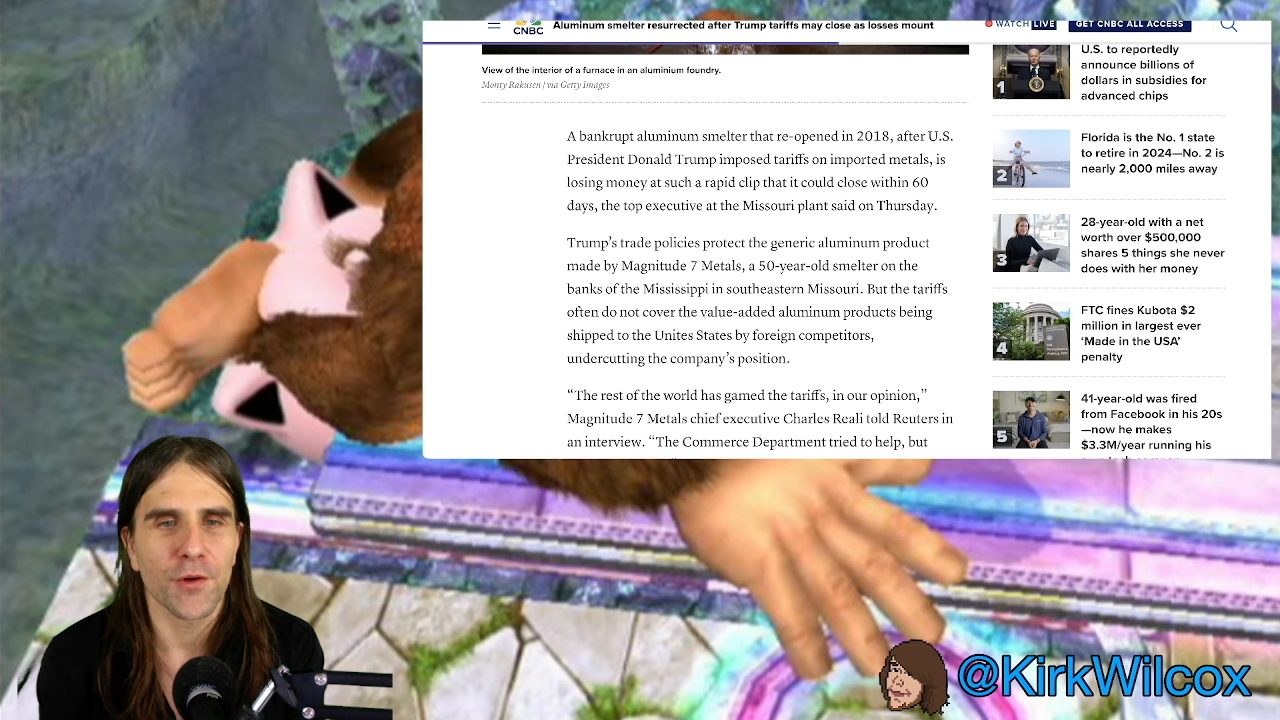 CNBC
Aluminum smelter resurrected after Trump tariffs may close as losses mount
WATCH LIVE
GET CNBC ALL ACCESS
View of the interior of a furnace in an aluminium foundry.
Monty Rakusen | via Getty Images
A bankrupt aluminum smelter that re-opened in 2018, after U.S.
President Donald Trump imposed tariffs on imported metals, is
losing money at such a rapid clip that it could close within 60
days, the top executive at the Missouri plant said on Thursday.
Trump's trade policies protect the generic aluminum product
made by Magnitude 7 Metals, a 50-year-old smelter on the
banks of the Mississippi in southeastern Missouri. But the tariffs
often do not cover the value-added aluminum products being
shipped to the Unites States by foreign competitors,
undercutting the company's position.
“The rest of the world has gamed the tariffs, in our opinion,”
Magnitude 7 Metals chief executive Charles Reali told Reuters in
an interview. “The Commerce Department tried to help, but
1
U.S. to reportedly
announce billions of
dollars in subsidies for
advanced chips
2
Florida is the No. 1 state
to retire in 2024—No. 2 is
nearly 2,000 miles away
3
28-year-old with a net
worth over $500,000
shares 5 things she never
does with her money
4
FTC fines Kubota $2
million in largest ever
‘Made in the USA’
penalty
5
41-year-old was fired
from Facebook in his 20s
—now he makes
$3.3M/year running his
@KirkWilcox